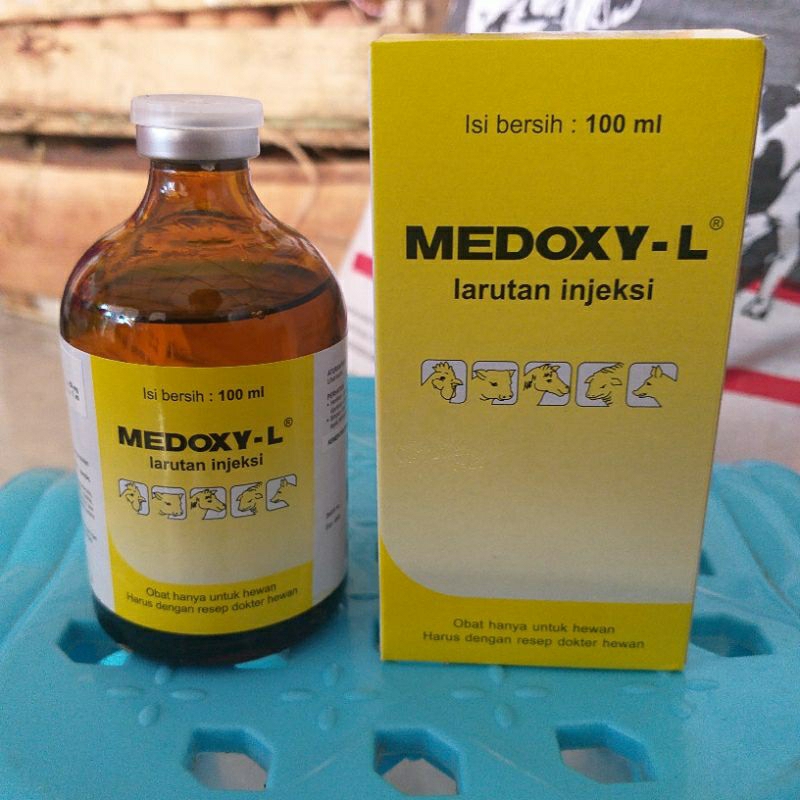 Isi bersih : 100 ml
MEDOXY-L®
larutan injeksi
Obat hanya untuk hewan
Harus dengan resep dokter hewan
Isi bersih : 100 ml
MEDOXY-L®
larutan injeksi
Obat hanya untuk hewan
Harus dengan resep dokter hewan